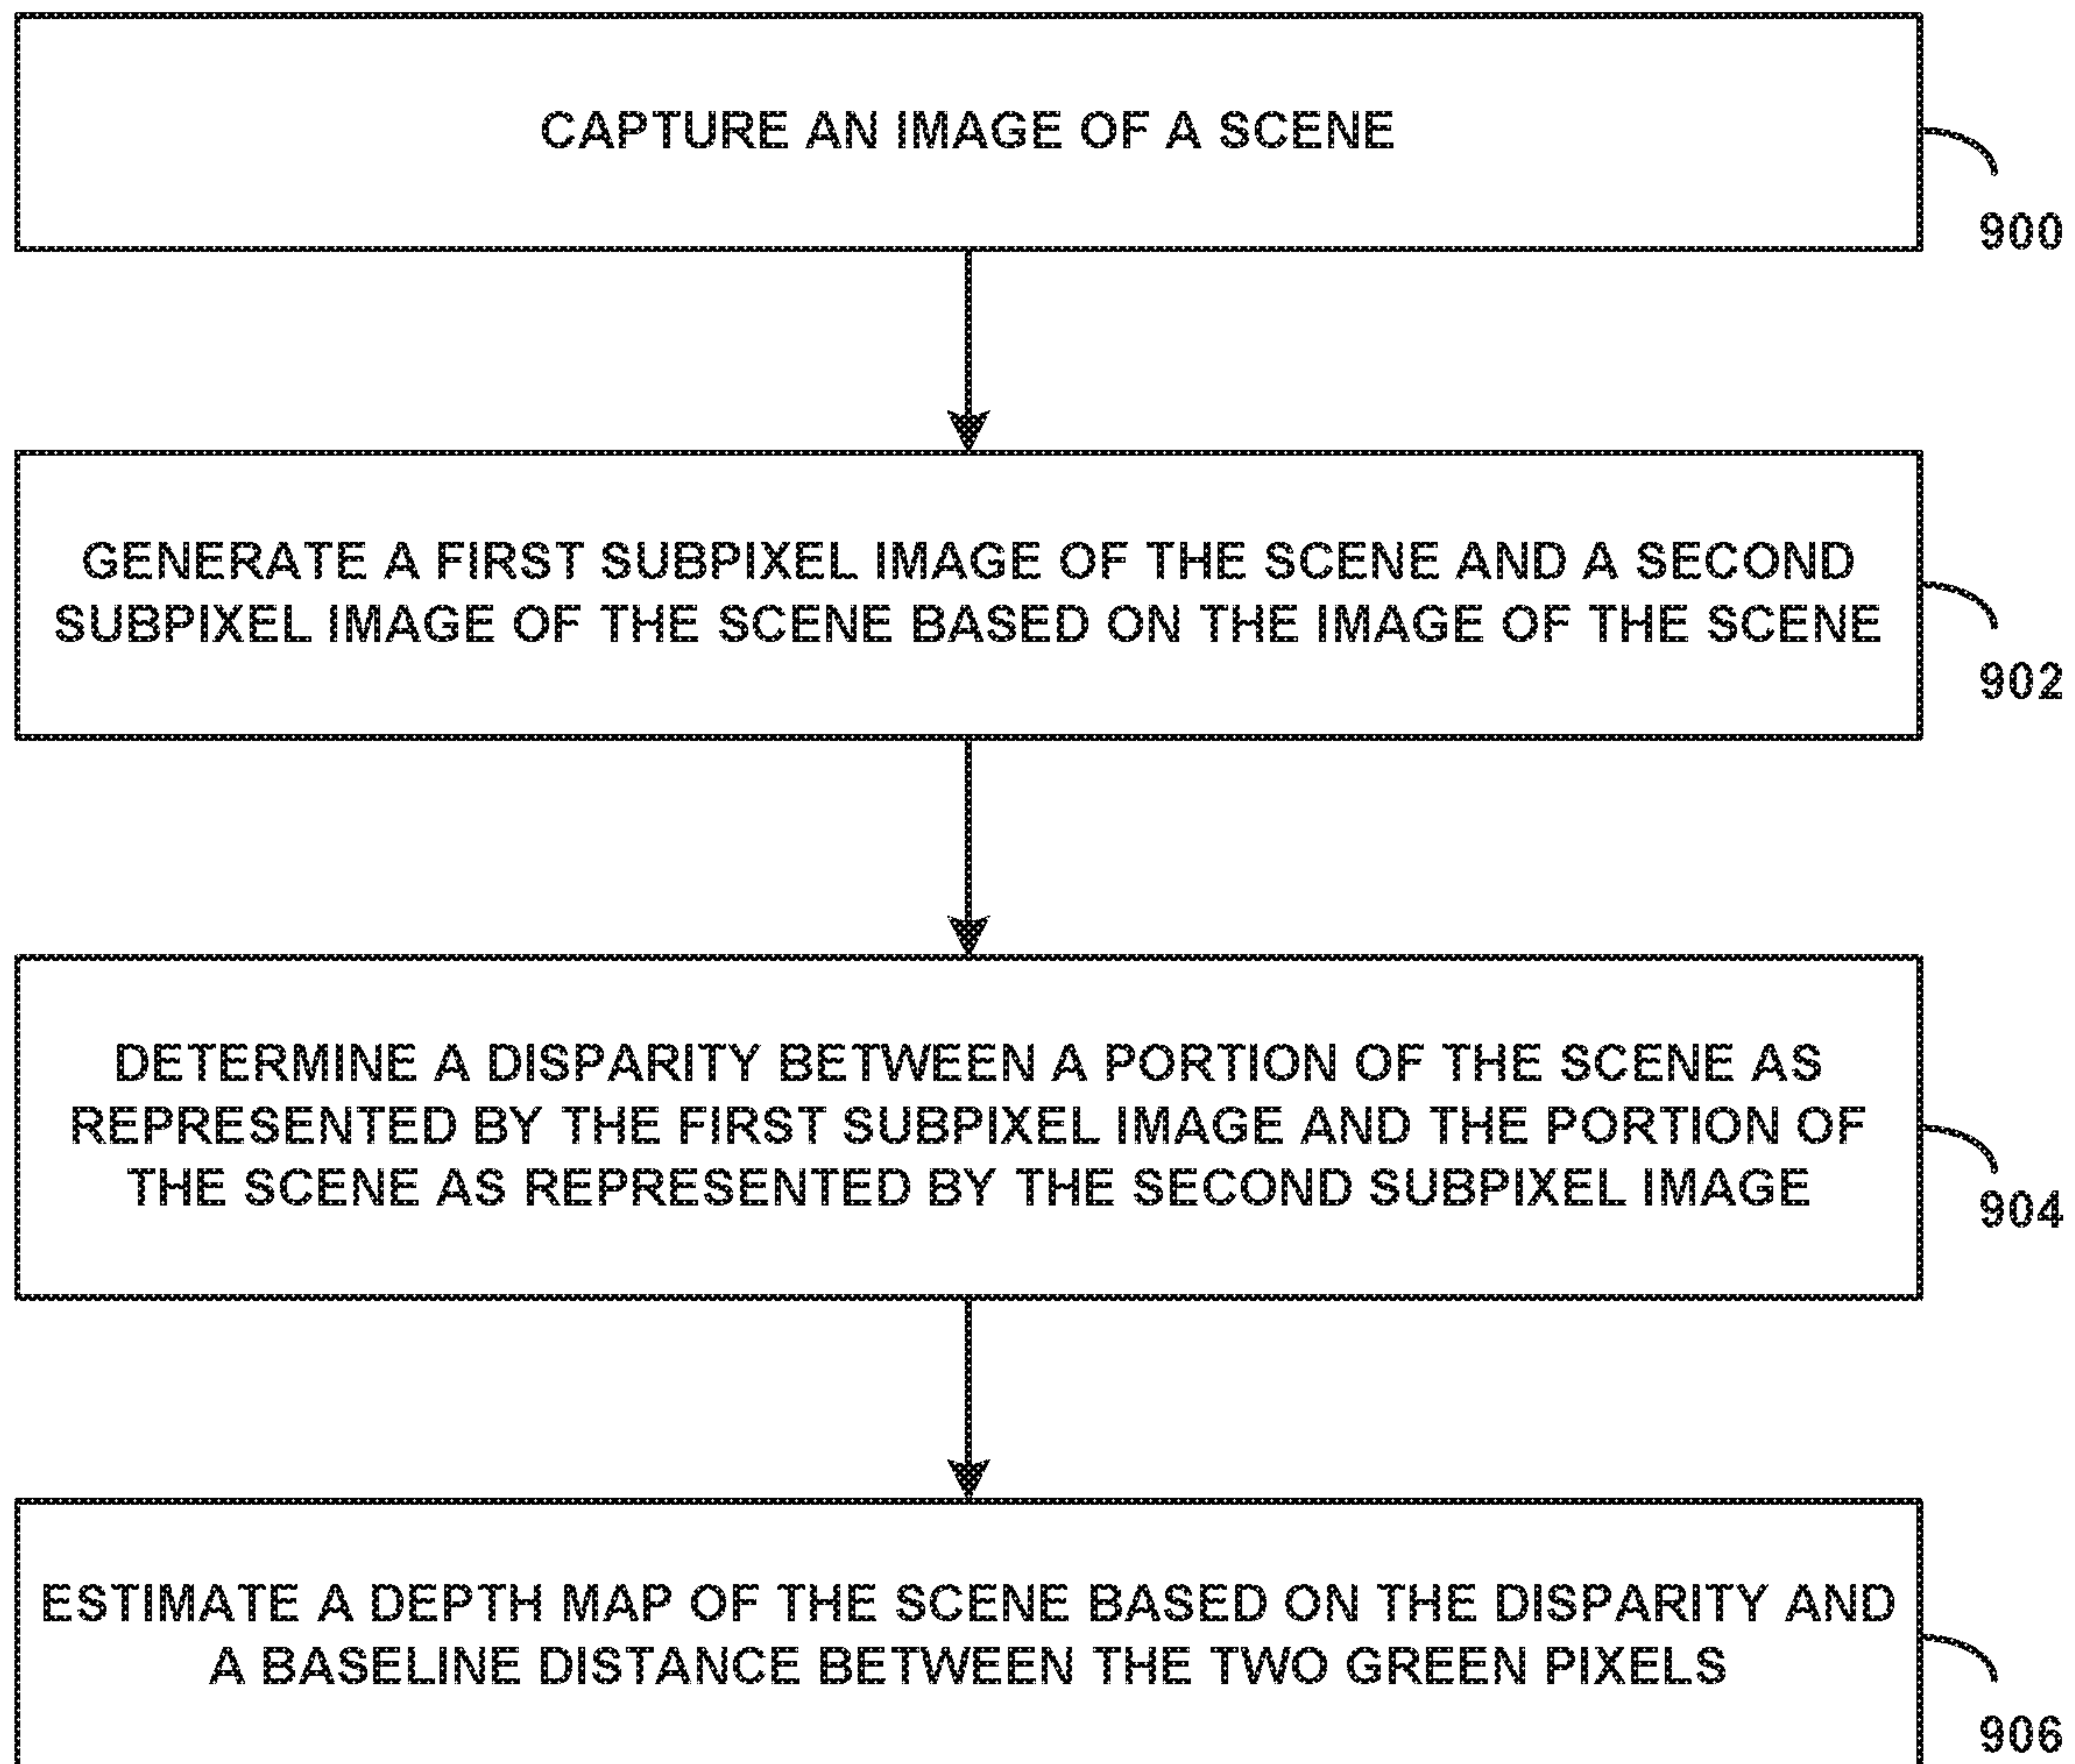 CAPTURE AN IMAGE OF A SCENE
900
GENERATE A FIRST SUBPIXEL IMAGE OF THE SCENE AND A SECOND
SUBPIXEL IMAGE OF THE SCENE BASED ON THE IMAGE OF THE SCENE
902
DETERMINE A DISPARITY BETWEEN A PORTION OF THE SCENE AS
REPRESENTED BY THE FIRST SUBPIXEL IMAGE AND THE PORTION OF
THE SCENE AS REPRESENTED BY THE SECOND SUBPIXEL IMAGE
904
ESTIMATE A DEPTH MAP OF THE SCENE BASED ON THE DISPARITY AND
A BASELINE DISTANCE BETWEEN THE TWO GREEN PIXELS
906